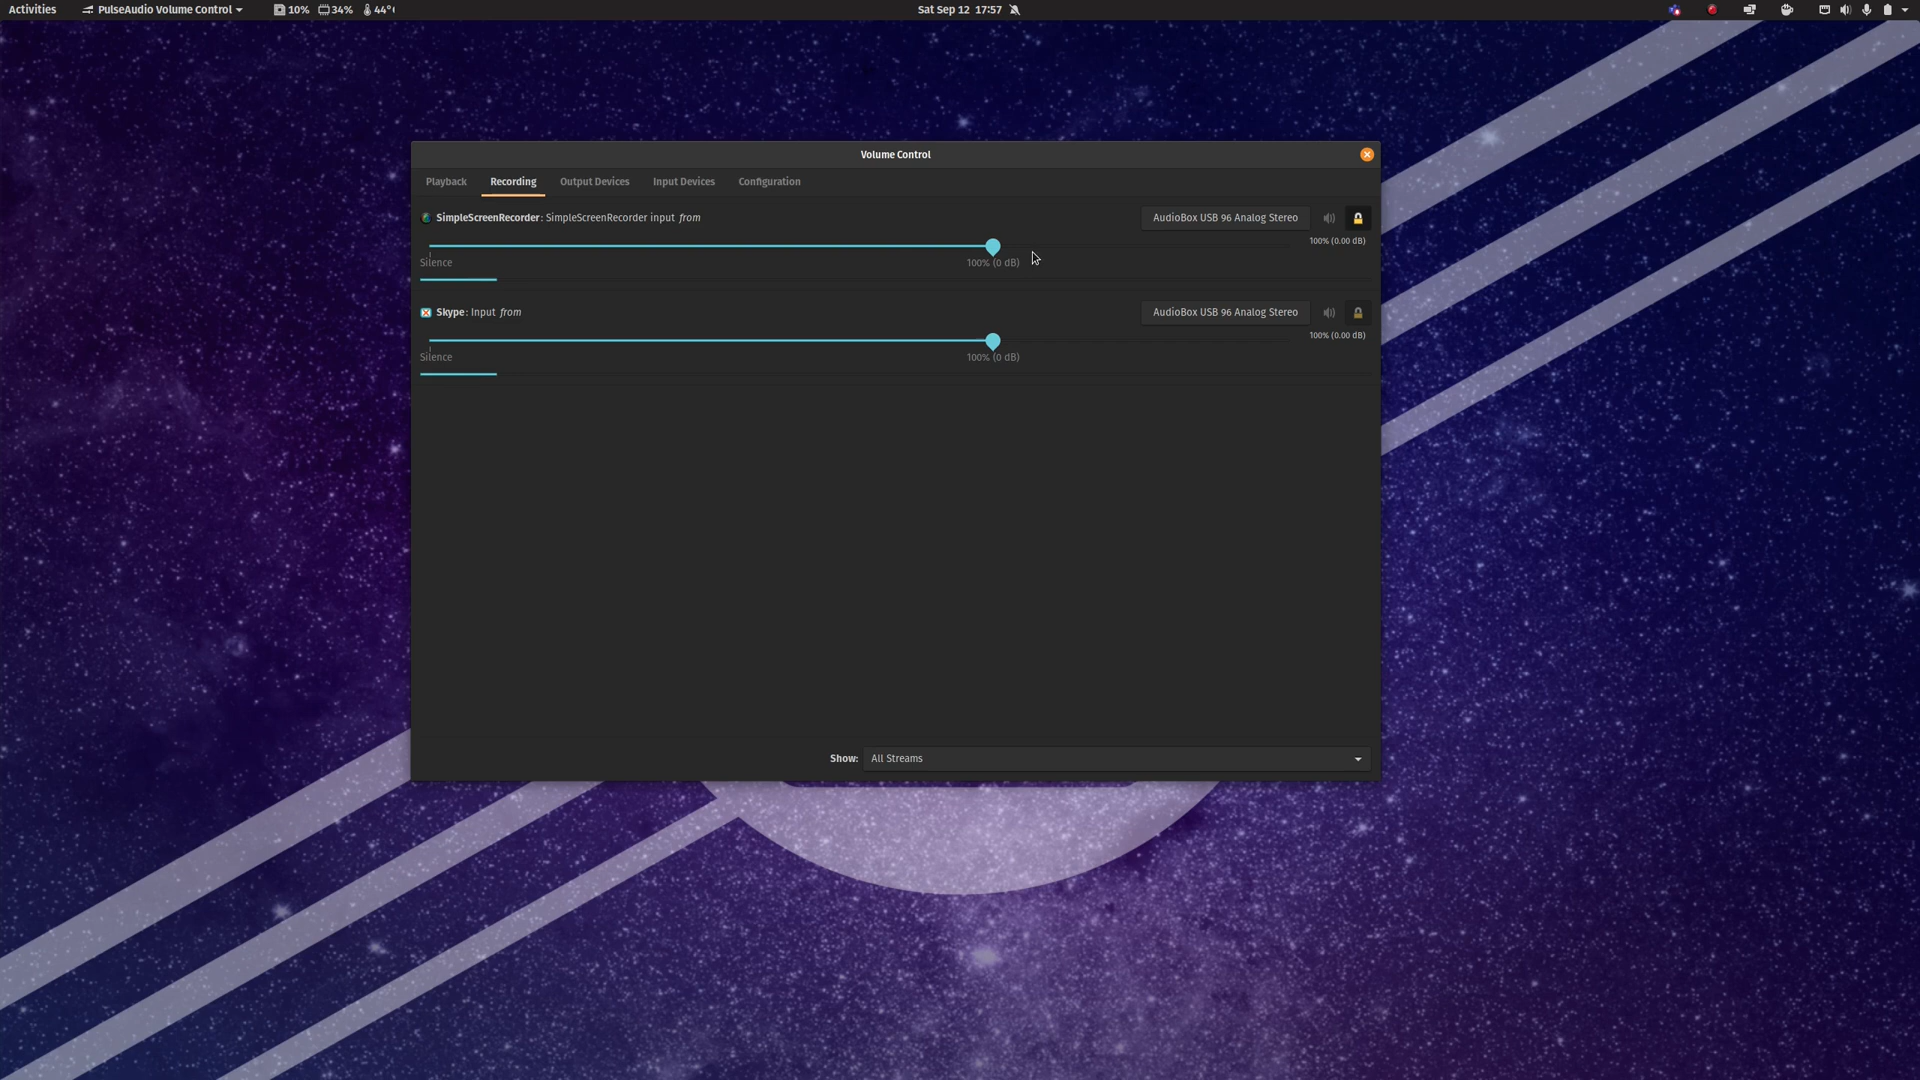 Activities PulseAudio Volume Control 10% 34% 44° Sat Sep 12 17:57
Volume Control
Playback Recording Output Devices Input Devices Configuration
SimpleScreenRecorder: SimpleScreenRecorder input from AudioBox USB 96 Analog Stereo
100% (0.00 dB)
Silence 100% (0 dB)
Skype: Input from AudioBox USB 96 Analog Stereo
100% (0.00 dB)
Silence 100% (0 dB)
Show: All Streams